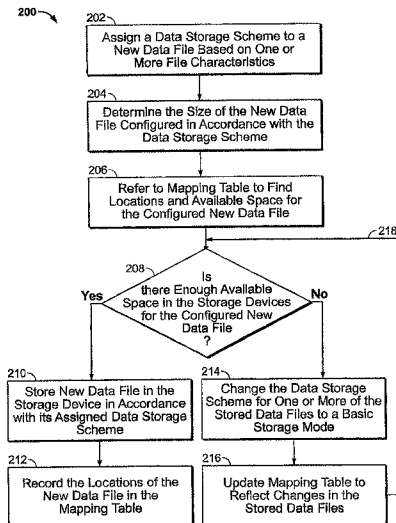 200
202
Assign a Data Storage Scheme to a
New Data File Based on One or
More File Characteristics
204
Determine the Size of the New Data
File Configured in Accordance with the
Data Storage Scheme
206
Refer to Mapping Table to Find
Locations and Available Space for
the Configured New Data File
218
208
Is
there Enough Available
Space in the Storage Devices
for the Configured New
Data File
?
Yes
No
210
Store New Data File in the
Storage Device in Accordance
with its Assigned Data Storage
Scheme
214
Change the Data Storage
Scheme for One or More of the
Stored Data Files to a Basic
Storage Mode
212
Record the Locations of the
New Data File in the
Mapping Table
216
Update Mapping Table to
Reflect Changes in the
Stored Data Files